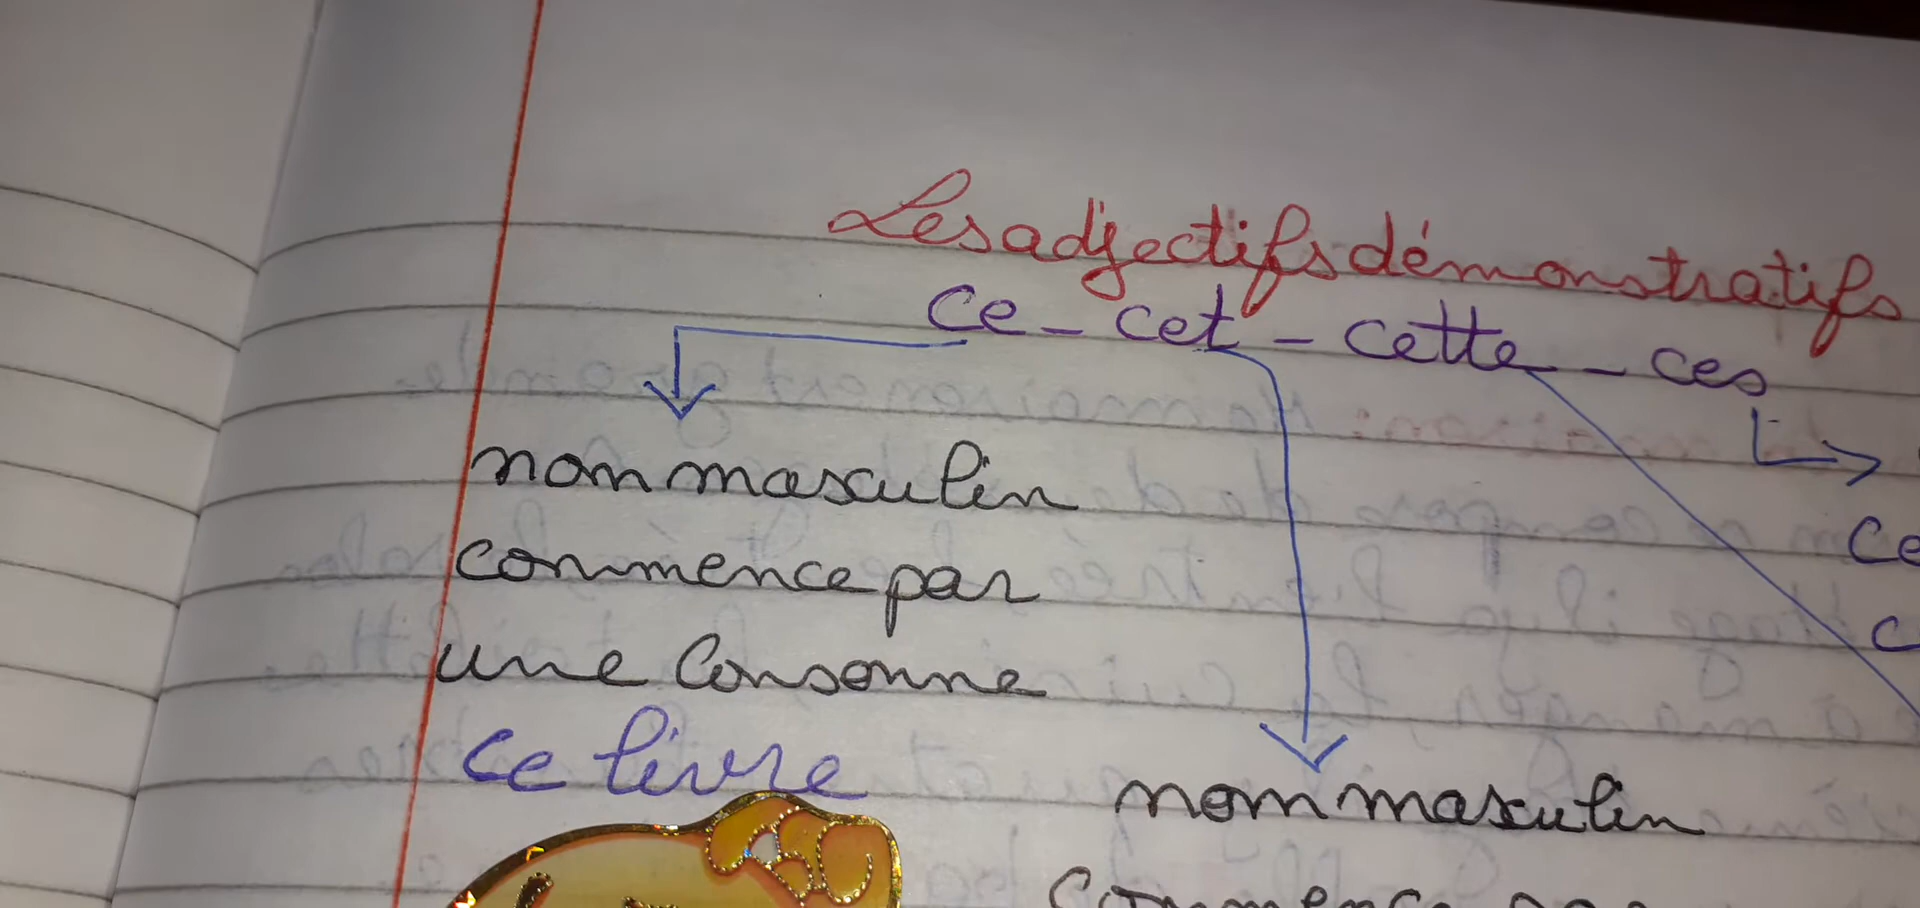 Les adjectifs démonstratifs
ce - cet - cette - ces
nom masculin
commence par
une consonne
ce livre
nom masculin